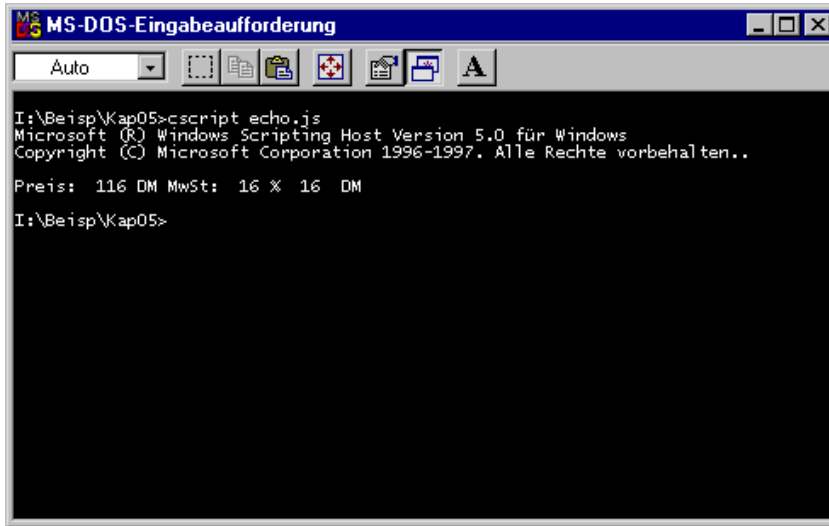 MS-DOS-Eingabeaufforderung
Auto
A
I:\Beisp\Kap05>cscript echo.js
Microsoft (R) Windows Scripting Host Version 5.0 für Windows
Copyright (C) Microsoft Corporation 1996-1997. Alle Rechte vorbehalten..
Preis:  116 DM MwSt:  16 %  16  DM
I:\Beisp\Kap05>